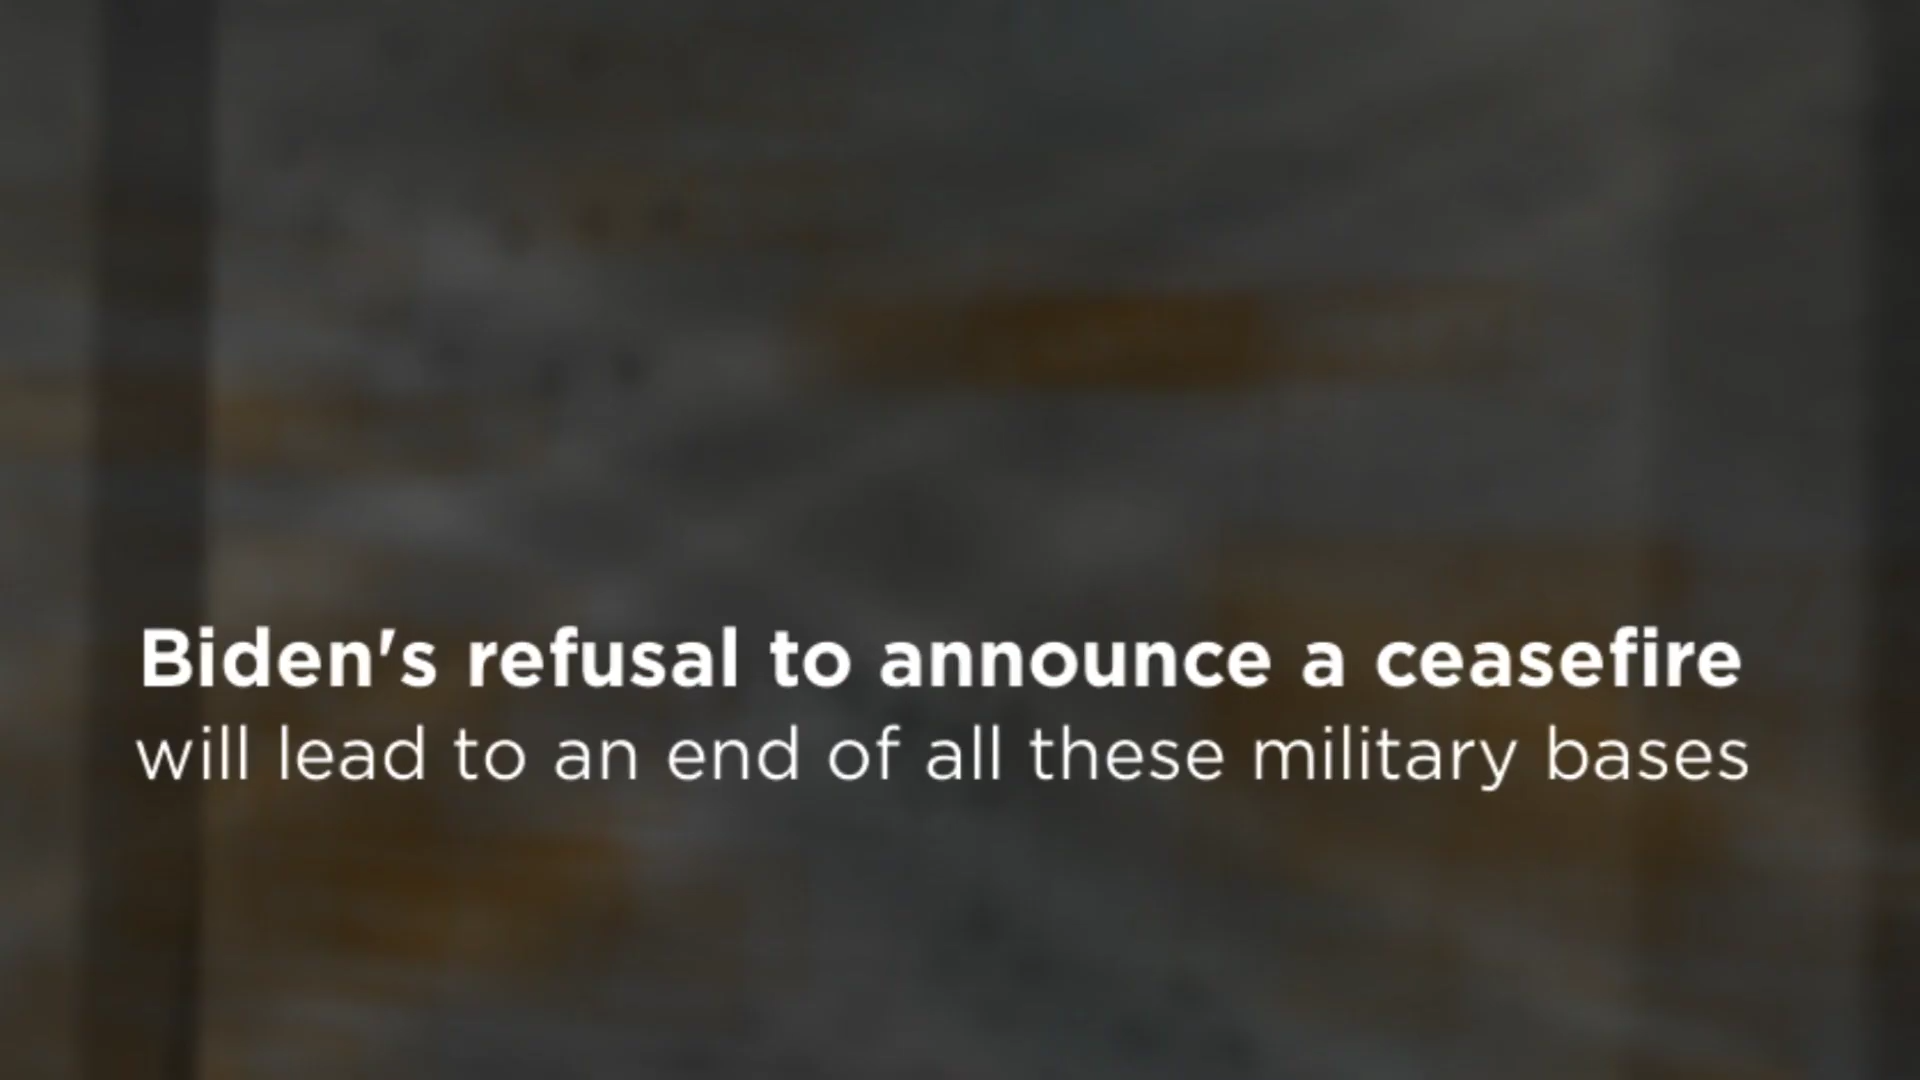 Biden's refusal to announce a ceasefire
will lead to an end of all these military bases